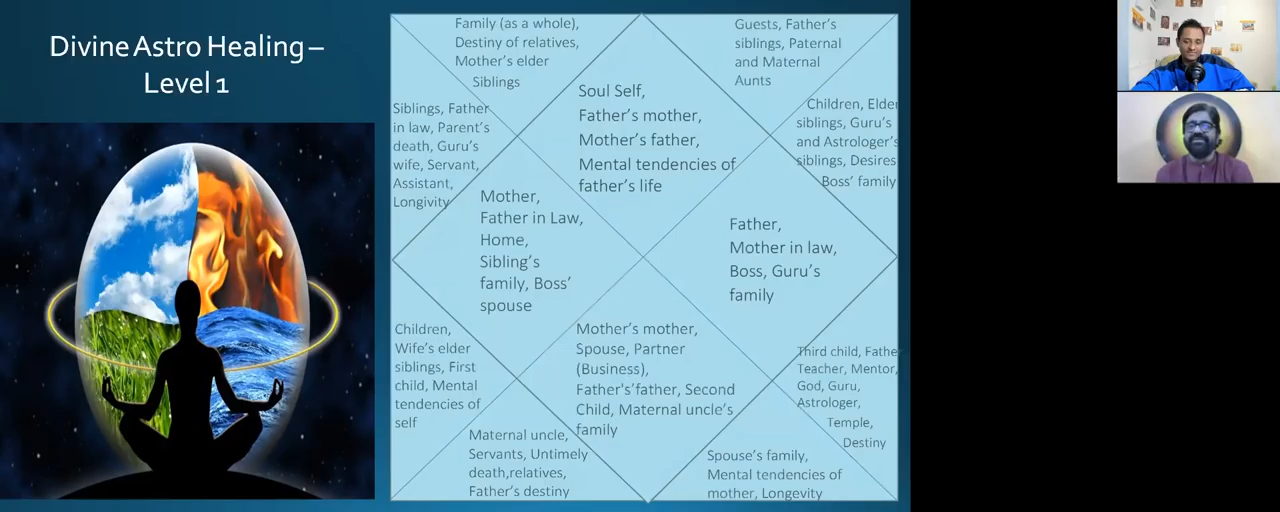 Divine Astro Healing –
Level 1
Family (as a whole),
Destiny of relatives,
Mother's elder
Siblings
Guests, Father's
siblings, Paternal
and Maternal
Aunts
Soul Self,
Father's mother,
Mother's father,
Mental tendencies of
father's life
Siblings, Father
in law, Parent's
death, Guru's
wife, Servant,
Assistant,
Longivity
Children, Elder
siblings, Guru's
and Astrologer's
siblings, Desires
Boss' family
Mother,
Father in Law,
Home,
Sibling's
family, Boss'
spouse
Father,
Mother in law,
Boss, Guru's
family
Children,
Wife's elder
siblings, First
child, Mental
tendencies of
self
Mother's mother,
Spouse, Partner
(Business),
Father's'father, Second
Child, Maternal uncle's
family
Third child, Father
Teacher, Mentor,
God, Guru,
Astrologer,
Temple,
Destiny
Maternal uncle,
Servants, Untimely
death,relatives,
Father's destiny
Spouse's family,
Mental tendencies of
mother, Longevity